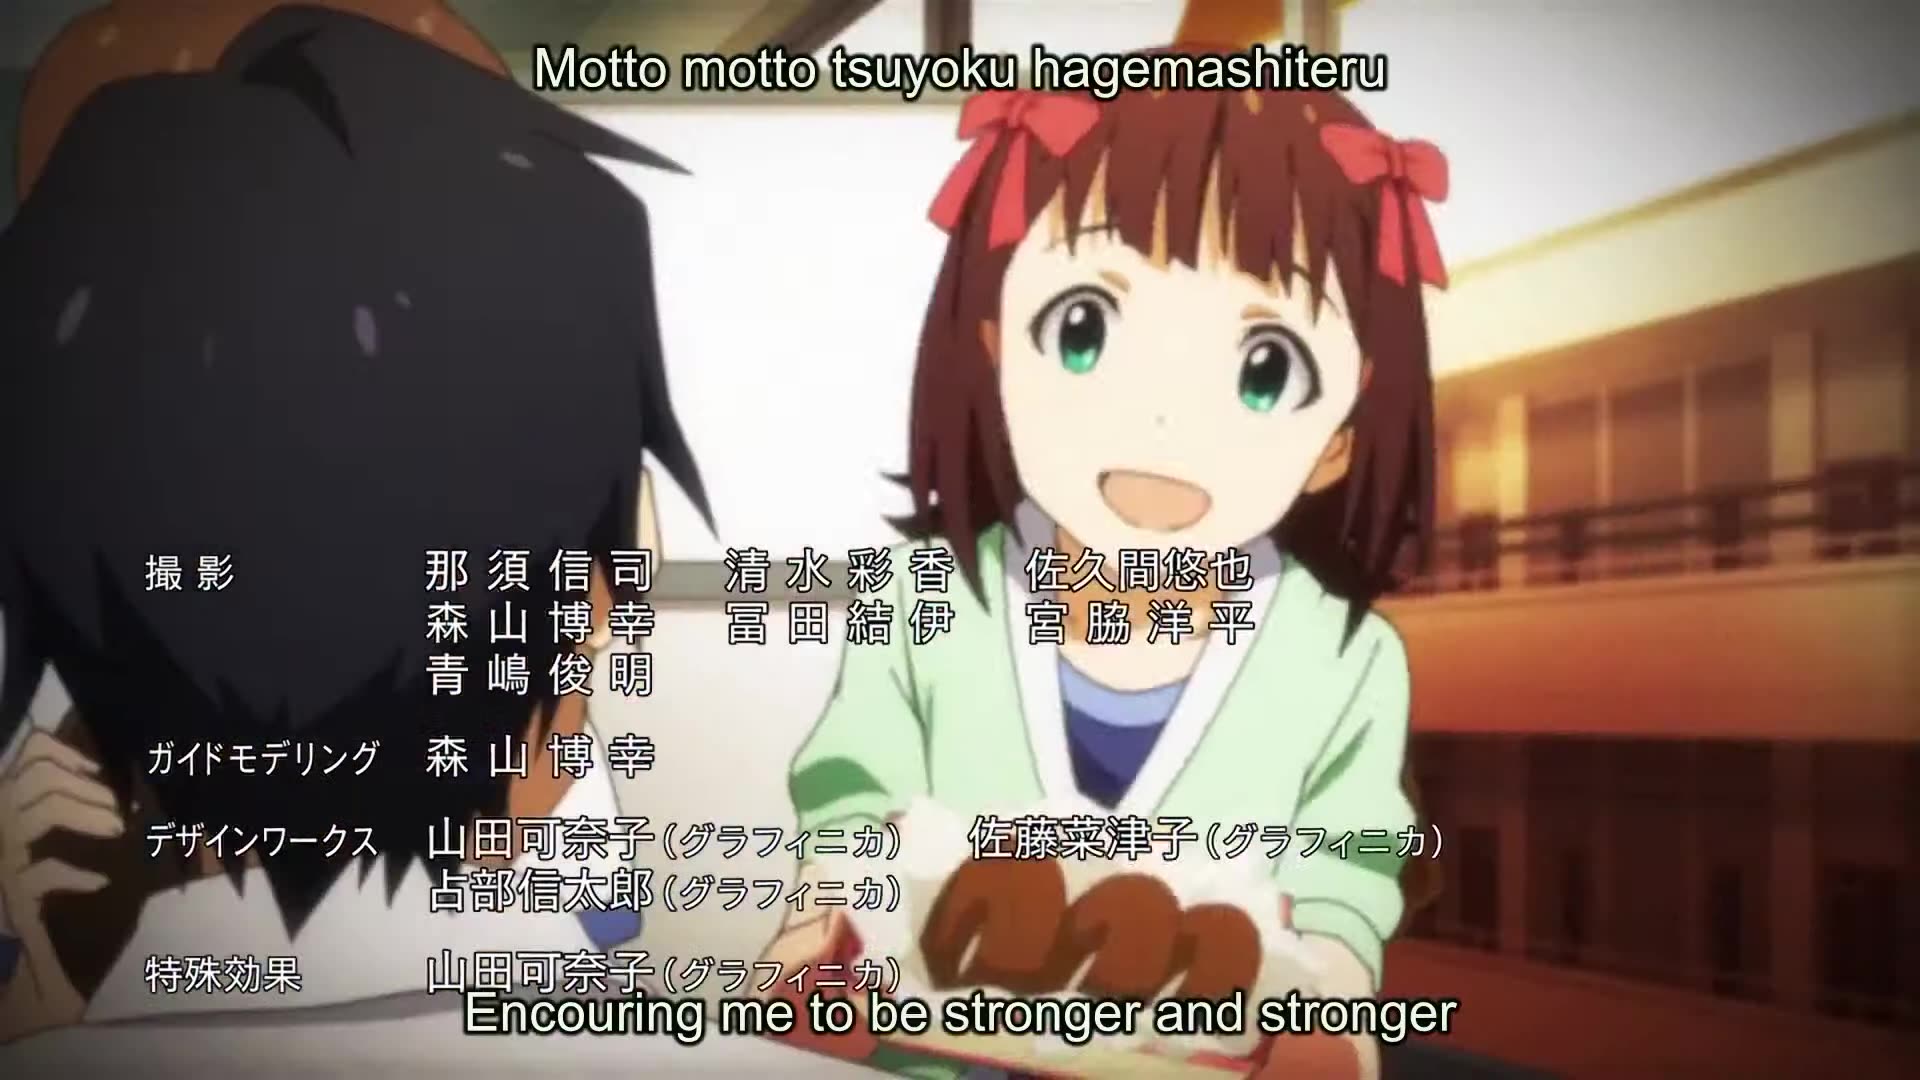 Motto motto tsuyoku hagemashiteru
撮影 那須信司 清水彩香 佐久間悠也
森山博幸 冨田結伊 宮脇洋平
青嶋俊明
ガイドモデリング 森山博幸
デザインワークス 山田可奈子(グラフィニカ) 佐藤菜津子(グラフィニカ)
占部信太郎(グラフィニカ)
特殊効果 山田可奈子(グラフィニカ)
Encouring me to be stronger and stronger